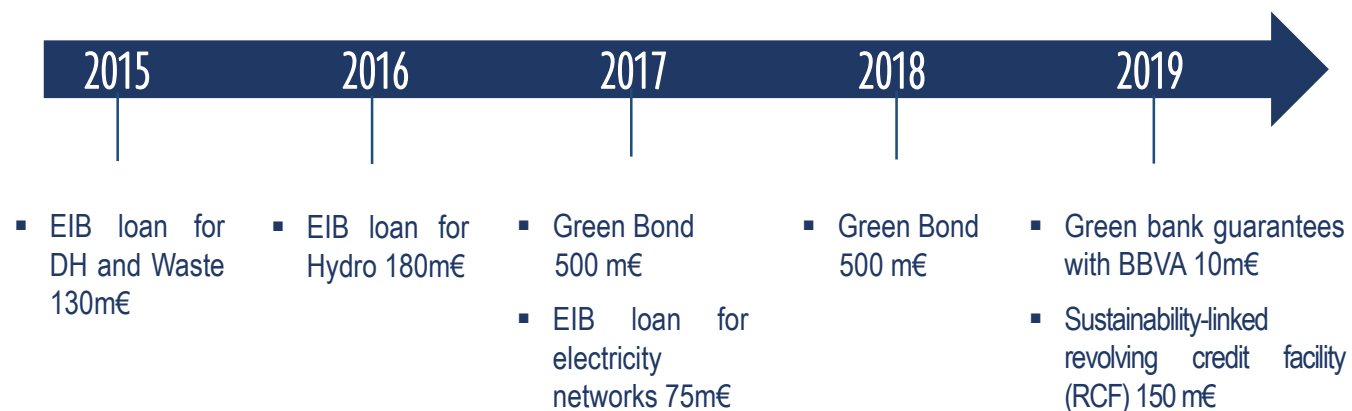 2015
2016
2017
2018
2019
▪ EIB loan for
DH and Waste
130m€
▪ EIB loan for
Hydro 180m€
▪ Green Bond
500 m€
▪ EIB loan for
electricity
networks 75m€
▪ Green Bond
500 m€
▪ Green bank guarantees
with BBVA 10m€
▪ Sustainability-linked
revolving credit facility
(RCF) 150 m€